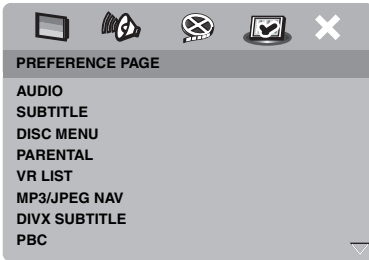 PREFERENCE PAGE
AUDIO
SUBTITLE
DISC MENU
PARENTAL
VR LIST
MP3/JPEG NAV
DIVX SUBTITLE
PBC